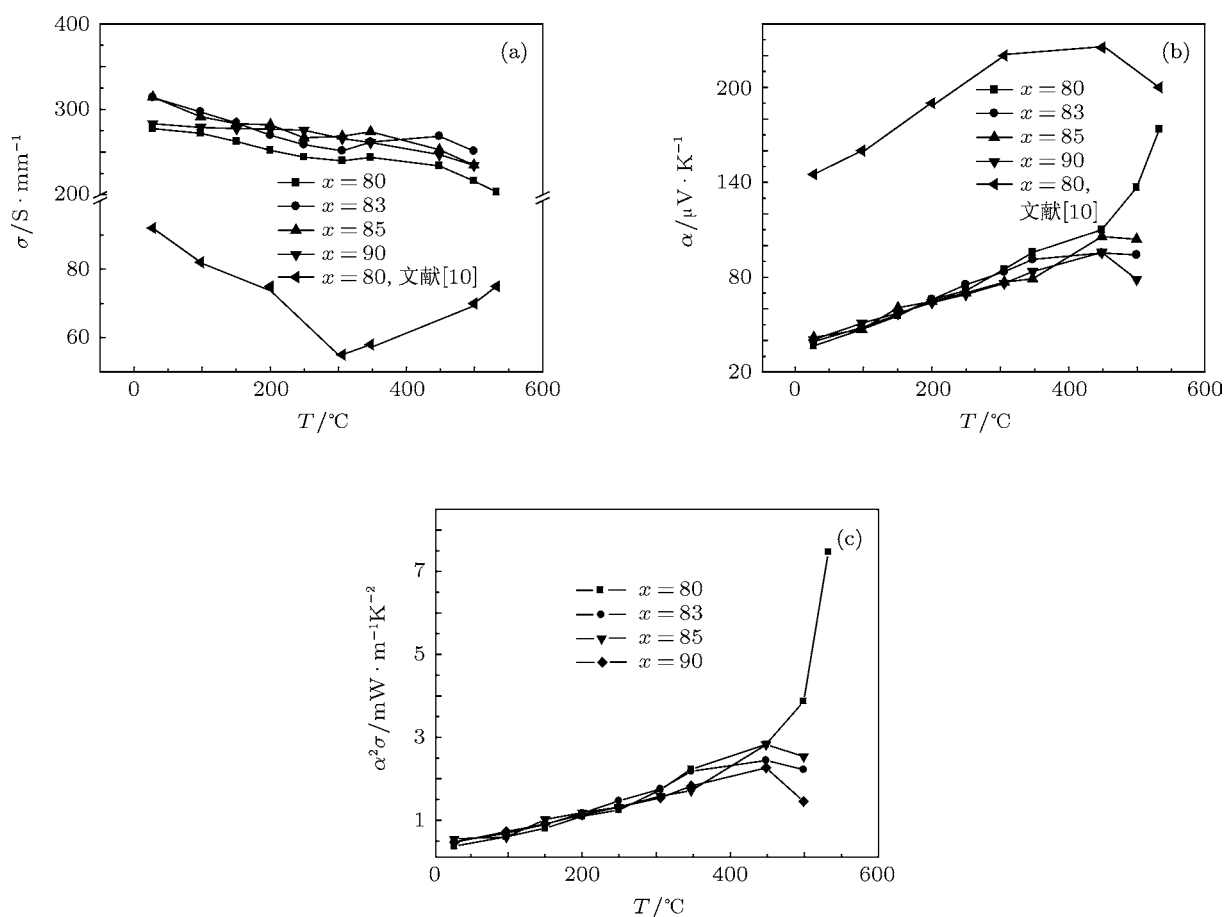 400
(a)
300
200
80
60
x = 80
x = 83
x = 85
x = 90
x = 80, 文献[10]
σ/S · mm⁻¹
0
200
400
600
T/℃
(b)
200
140
80
20
x = 80
x = 83
x = 85
x = 90
x = 80,
文献[10]
α/μV · K⁻¹
0
200
400
600
T/℃
(c)
7
5
3
1
x = 80
x = 83
x = 85
x = 90
α²σ/mW · m⁻¹K⁻²
0
200
400
600
T/℃